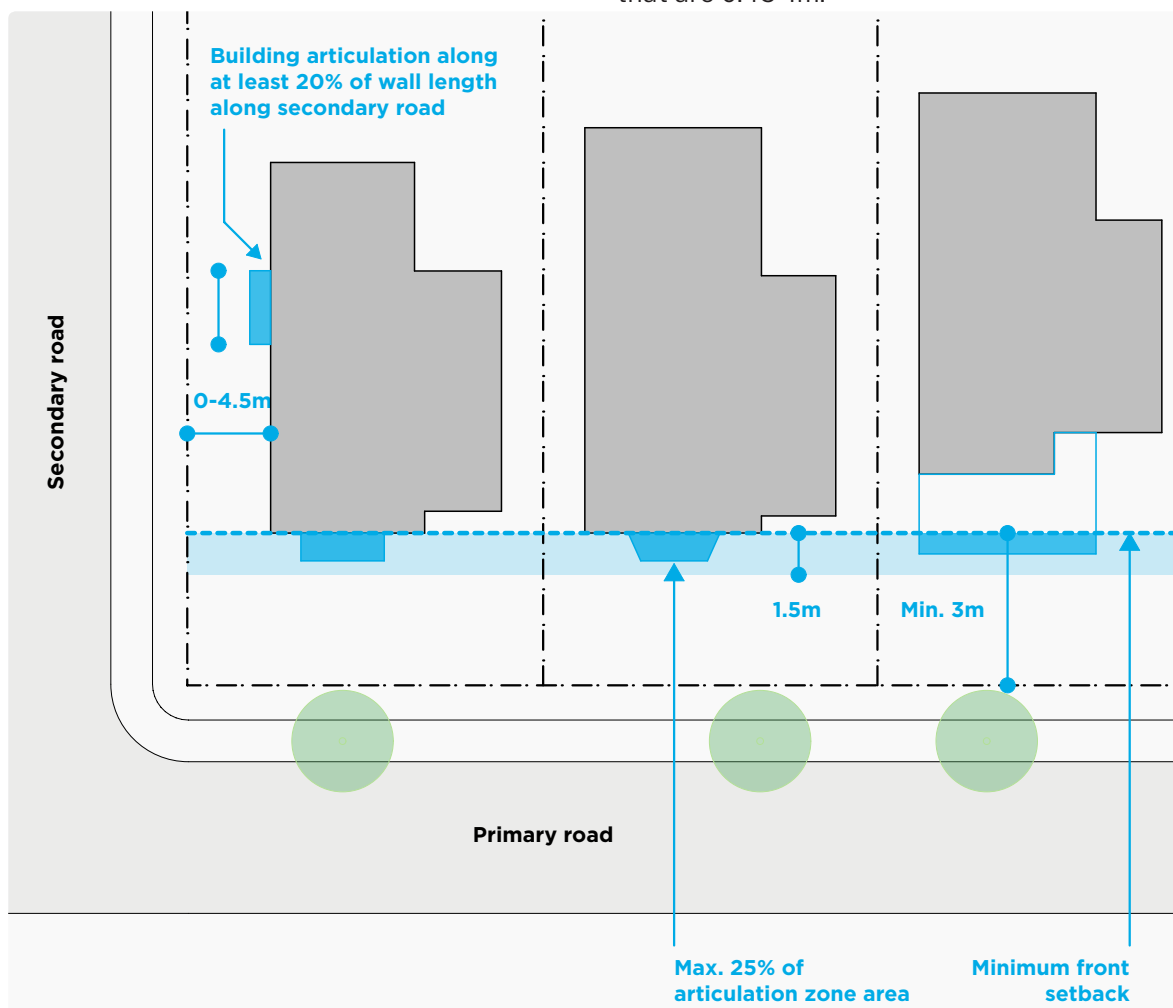 Building articulation along
at least 20% of wall length
along secondary road
Secondary road
0-4.5m
1.5m
Min. 3m
Primary road
Max. 25% of
articulation zone area
Minimum front
setback